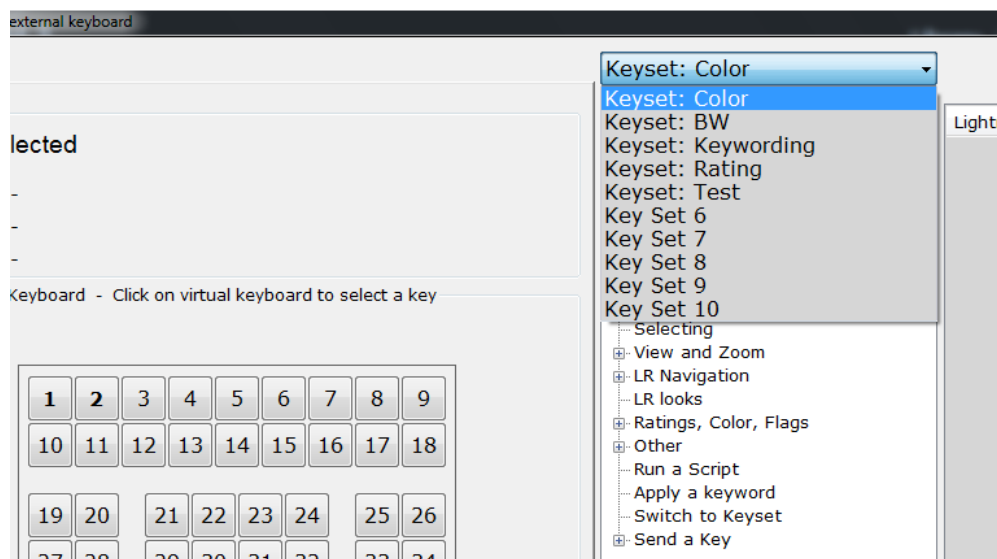 external keyboard
Keyset: Color
Keyset: Color
Keyset: BW
Keyset: Keywording
Keyset: Rating
Keyset: Test
Key Set 6
Key Set 7
Key Set 8
Key Set 9
Key Set 10
lected
-
-
-
Keyboard - Click on virtual keyboard to select a key
1 2 3 4 5 6 7 8 9
10 11 12 13 14 15 16 17 18
19 20 21 22 23 24 25 26
Selecting
View and Zoom
LR Navigation
LR looks
Ratings, Color, Flags
Other
Run a Script
Apply a keyword
Switch to Keyset
Send a Key
Light